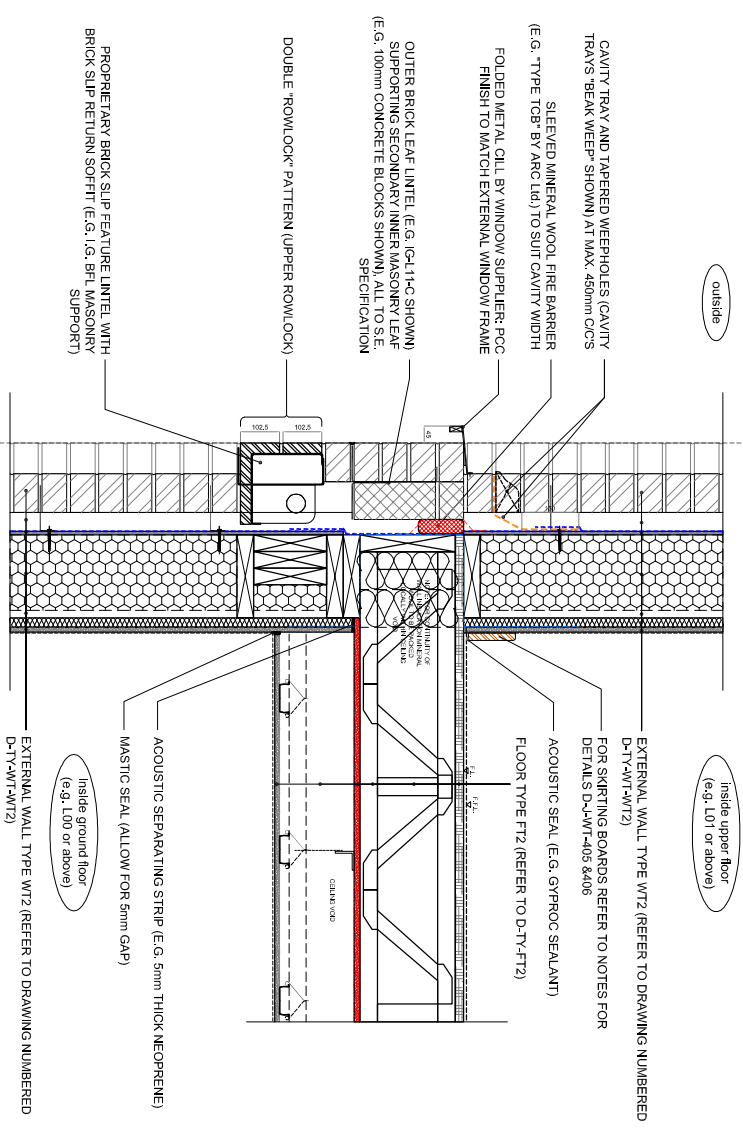 outside
CAVITY TRAY AND TAPERED WEEPHOLES (CAVITY
TRAYS "BEAK WEEP" SHOWN) AT MAX. 450mm C/C'S
SLEEVED MINERAL WOOL FIRE BARRIER
(E.G. "TYPE TCB" BY ARC Ltd.) TO SUIT CAVITY WIDTH
FOLDED METAL CILL BY WINDOW SUPPLIER: PCC
FINISH TO MATCH EXTERNAL WINDOW FRAME
OUTER BRICK LEAF LINTEL (E.G. IG-L11-C SHOWN)
SUPPORTING SECONDARY INNER MASONRY LEAF
(E.G. 100mm CONCRETE BLOCKS SHOWN), ALL TO S.E.
SPECIFICATION
DOUBLE "ROWLOCK" PATTERN (UPPER ROWLOCK)
PROPRIETARY BRICK SLIP FEATURE LINTEL WITH
BRICK SLIP RETURN SOFFIT (E.G. I.G. BFL MASONRY
SUPPORT)
45
102,5
102,5
inside upper floor
(e.g. L01 or above)
EXTERNAL WALL TYPE WT2 (REFER TO DRAWING NUMBERED
D-TY-WT-WT2)
FOR SKIRTING BOARDS REFER TO NOTES FOR
DETAILS D-J-WT-405 &406
ACOUSTIC SEAL (E.G. GYPROC SEALANT)
FLOOR TYPE FT2 (REFER TO D-TY-FT2)
F.F.L.
CEILING VOID
ACOUSTIC SEPARATING STRIP (E.G. 5mm THICK NEOPRENE)
MASTIC SEAL (ALLOW FOR 5mm GAP)
Inside ground floor
(e.g. L00 or above)
EXTERNAL WALL TYPE WT2 (REFER TO DRAWING NUMBERED
D-TY-WT-WT2)